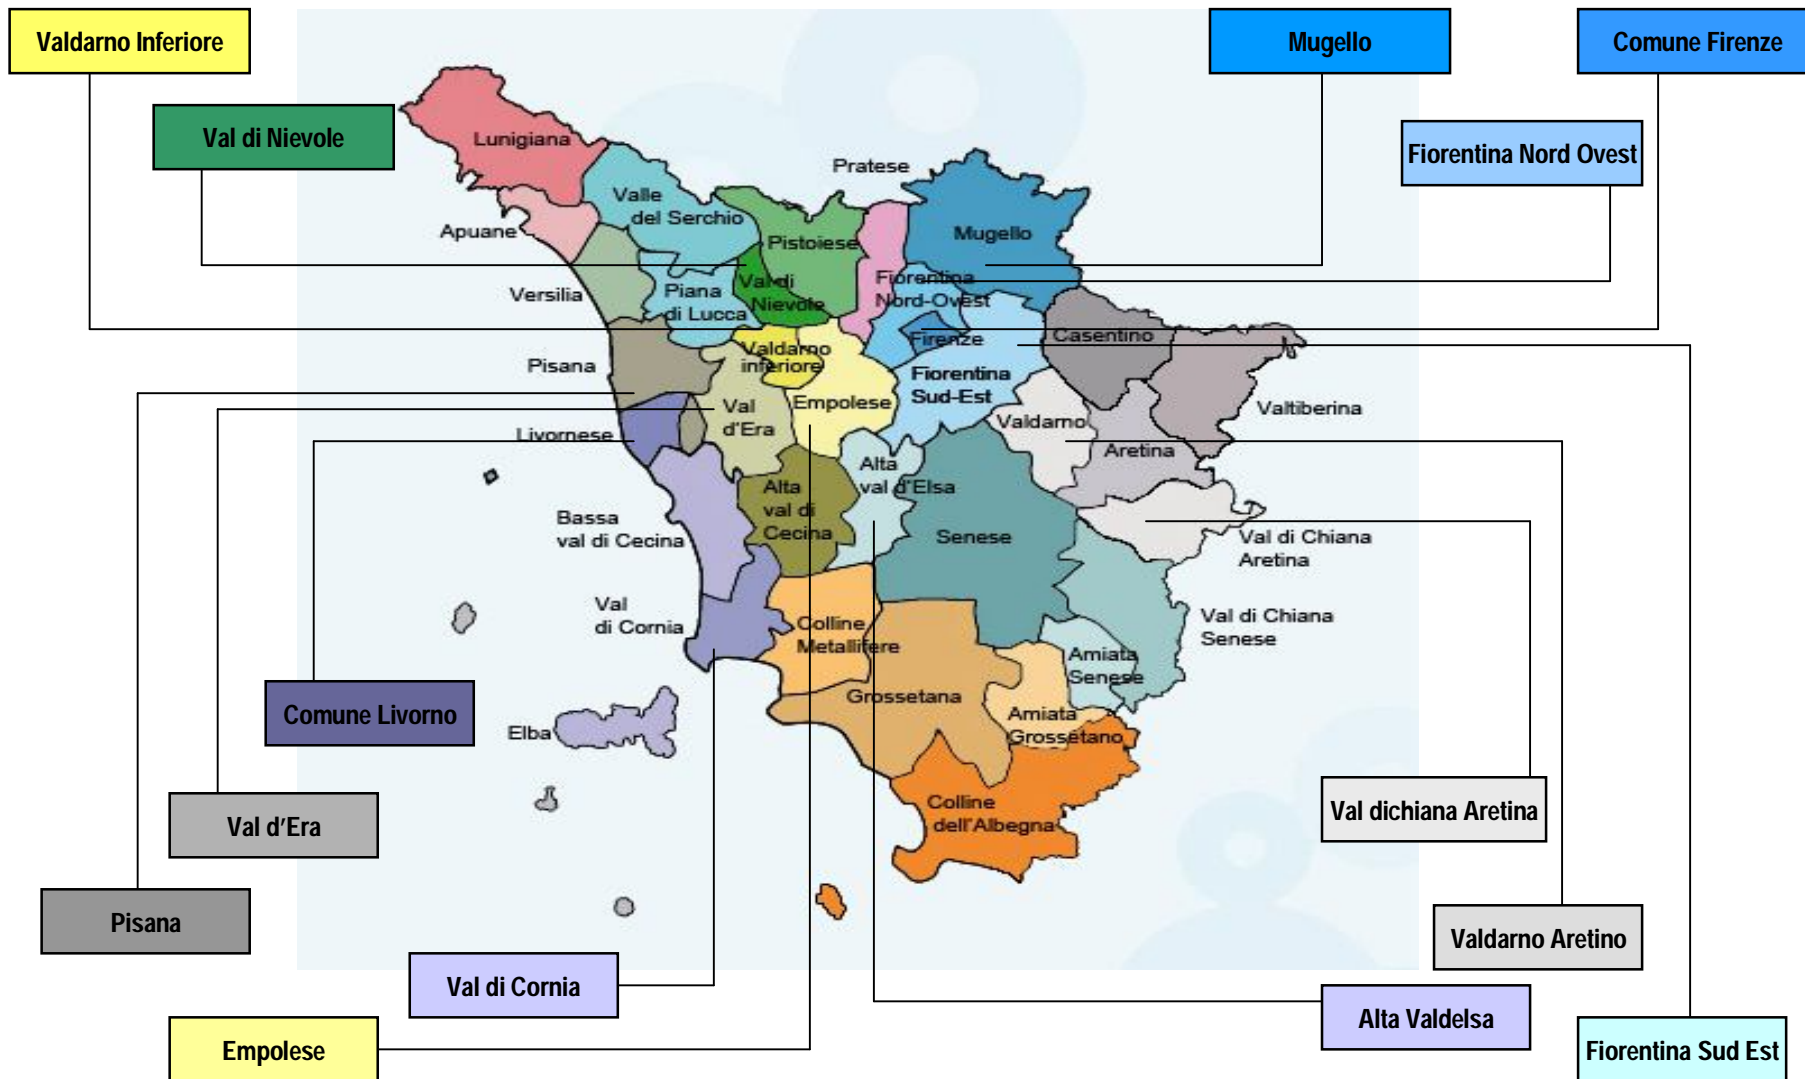 Valdarno Inferiore
Mugello
Comune Firenze
Val di Nievole
Fiorentina Nord Ovest
Lunigiana
Pratese
Valle
del Serchio
Apuane
Pistoiese
Mugello
Versilia
Piana
di Lucca
Val di
Nievole
Fiorentina
Nord-Ovest
Firenze
Casentino
Pisana
Valdarno
inferiore
Fiorentina
Sud-Est
Empolese
Val
d'Era
Valdarno
Valtiberina
Livornese
Aretina
Alta
val d'Elsa
Alta
val di
Cecina
Bassa
val di Cecina
Senese
Val di Chiana
Aretina
Val
di Cornia
Colline
Metallifere
Val di Chiana
Senese
Amiata
Senese
Grossetana
Comune Livorno
Elba
Amiata
Grossetano
Val d’Era
Colline
dell'Albegna
Val dichiana Aretina
Pisana
Valdarno Aretino
Val di Cornia
Alta Valdelsa
Empolese
Fiorentina Sud Est